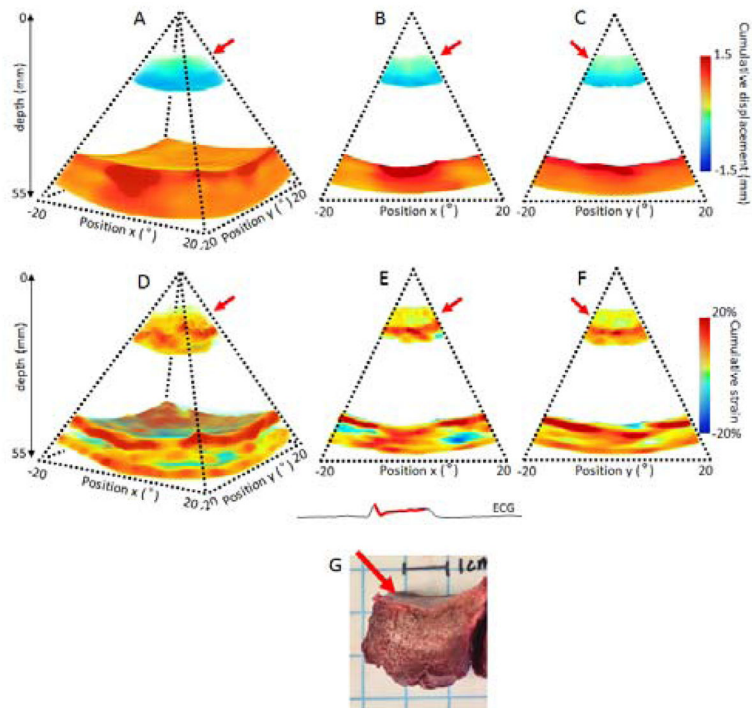 0
A
B
C
depth (mm)
55
-20
Position x (°)
20
-20
Position y (°)
20
-20
Position x (°)
20
-20
Position y (°)
20
1.5
Cumulative displacement (mm)
-1.5
0
D
E
F
depth (mm)
55
-20
Position x (°)
20
-20
Position y (°)
20
-20
Position x (°)
20
-20
Position y (°)
20
20%
Cumulative strain
-20%
ECG
G
1cm